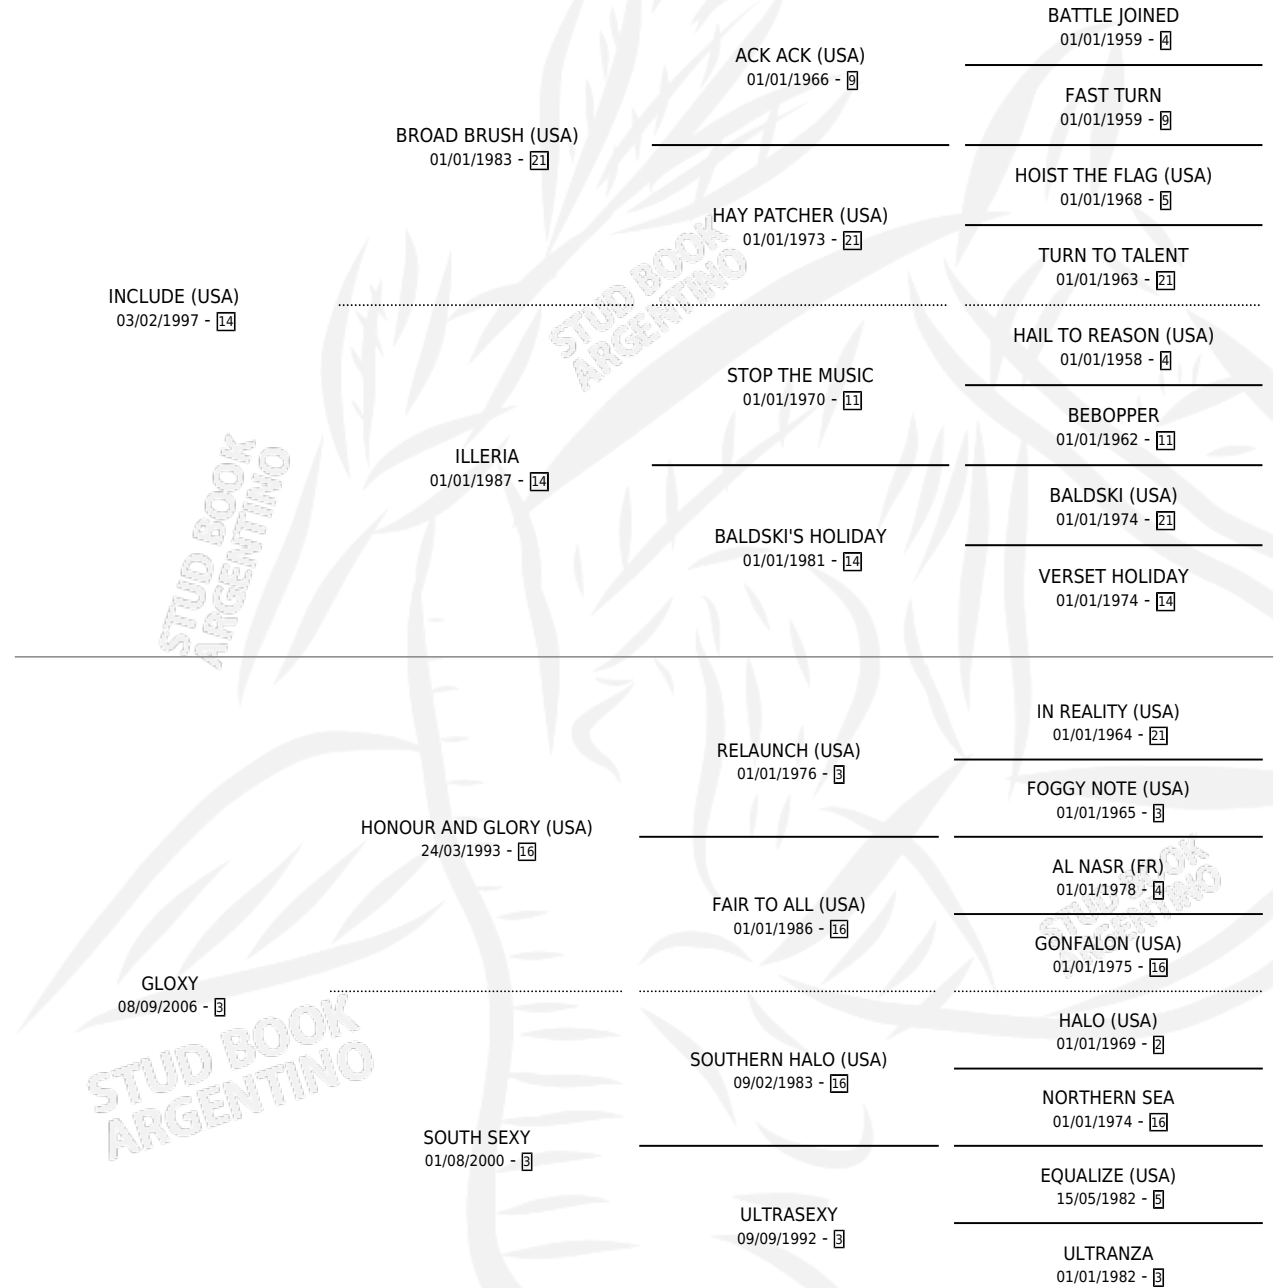 BATTLE JOINED
01/01/1959 - 4
ACK ACK (USA)
01/01/1966 - 9
FAST TURN
01/01/1959 - 9
BROAD BRUSH (USA)
01/01/1983 - 21
HOIST THE FLAG (USA)
01/01/1968 - 5
HAY PATCHER (USA)
01/01/1973 - 21
TURN TO TALENT
01/01/1963 - 21
INCLUDE (USA)
03/02/1997 - 14
STUD BOOK
ARGENTINO
HAIL TO REASON (USA)
01/01/1958 - 4
STOP THE MUSIC
01/01/1970 - 11
BEBOPPER
01/01/1962 - 11
ILLERIA
01/01/1987 - 14
BALDSKI (USA)
01/01/1974 - 21
BALDSKI'S HOLIDAY
01/01/1981 - 14
VERSET HOLIDAY
01/01/1974 - 14
STUD BOOK
ARGENTINO
IN REALITY (USA)
01/01/1964 - 21
RELAUNCH (USA)
01/01/1976 - 3
FOGGY NOTE (USA)
01/01/1965 - 3
HONOUR AND GLORY (USA)
24/03/1993 - 16
AL NASR (FR)
01/01/1978 - 4
STUD BOOK
ARGENTINO
FAIR TO ALL (USA)
01/01/1986 - 16
GONFALON (USA)
01/01/1975 - 16
GLOXY
08/09/2006 - 3
STUD BOOK
ARGENTINO
HALO (USA)
01/01/1969 - 2
SOUTHERN HALO (USA)
09/02/1983 - 16
NORTHERN SEA
01/01/1974 - 16
SOUTH SEXY
01/08/2000 - 3
EQUALIZE (USA)
15/05/1982 - 5
ULTRASEXY
09/09/1992 - 3
ULTRANZA
01/01/1982 - 3